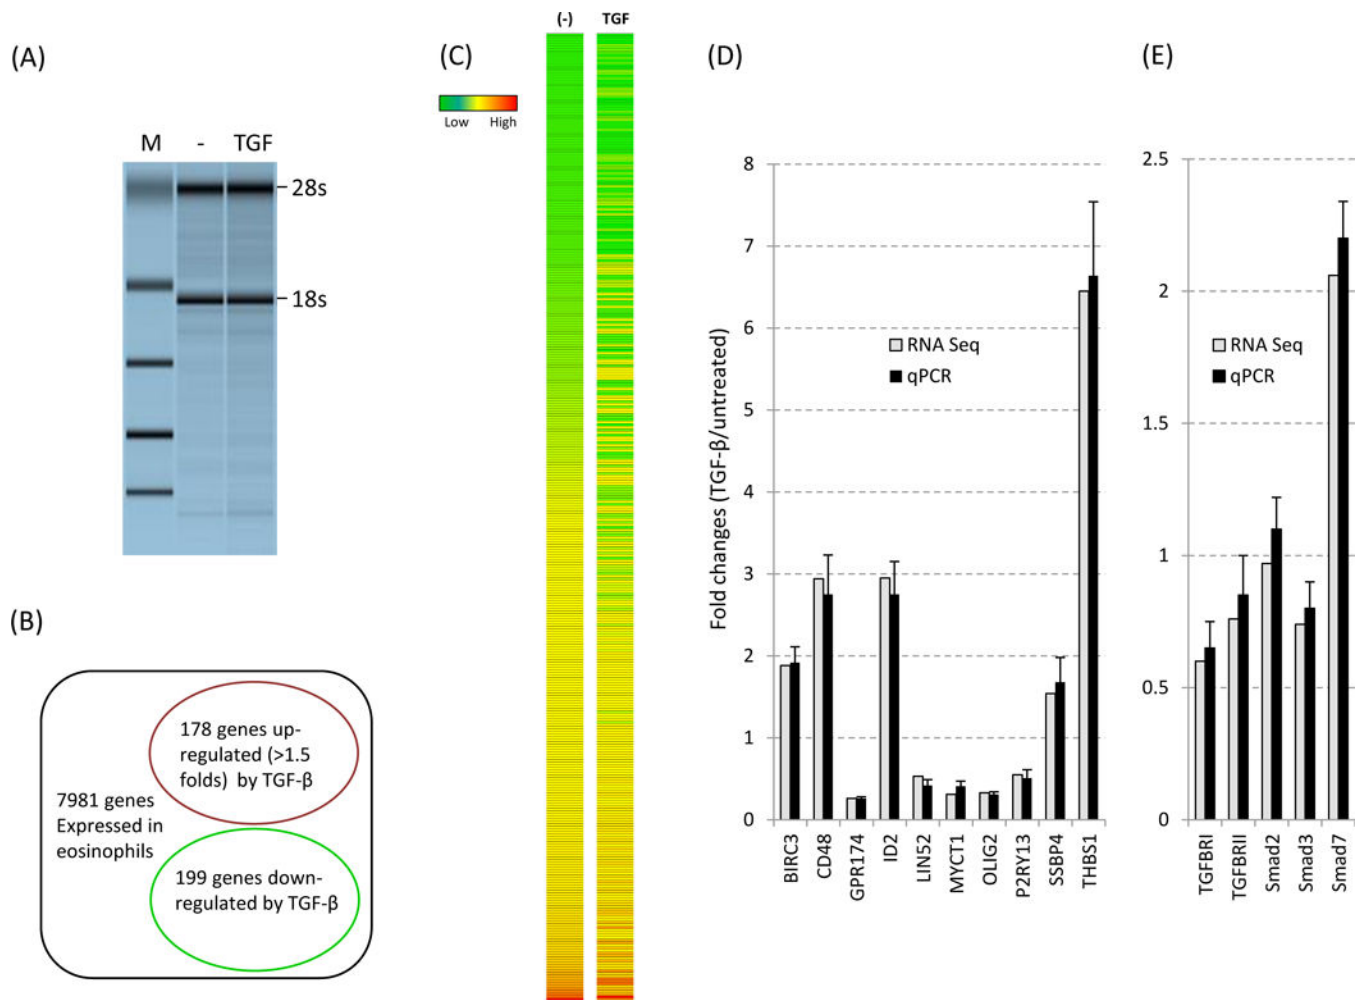 (A)
M - TGF
28s
18s
(B)
178 genes up-
regulated (>1.5
folds) by TGF-β
7981 genes
Expressed in
eosinophils
199 genes down-
regulated by TGF-β
(C)
(-) TGF
Low High
(D)
Fold changes (TGF-β/untreated)
8
7
6
5
4
3
2
1
0
RNA Seq
qPCR
BIRC3
CD48
GPR174
ID2
LIN52
MYCT1
OLIG2
P2RY13
SSBP4
THBS1
(E)
2.5
2
1.5
1
0.5
0
RNA Seq
qPCR
TGFBRI
TGFBRII
Smad2
Smad3
Smad7